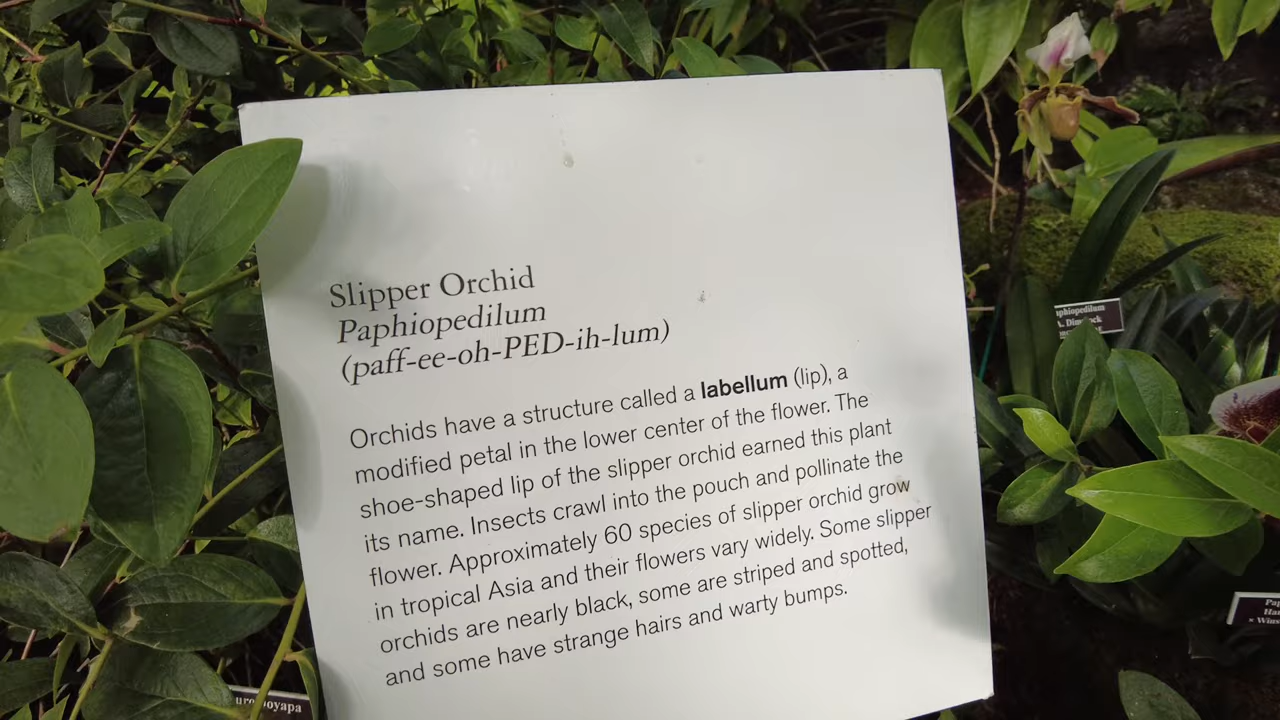 Slipper Orchid
Paphiopedilum
(paff-ee-oh-PED-ih-lum)
Orchids have a structure called a labellum (lip), a
modified petal in the lower center of the flower. The
shoe-shaped lip of the slipper orchid earned this plant
its name. Insects crawl into the pouch and pollinate the
flower. Approximately 60 species of slipper orchid grow
in tropical Asia and their flowers vary widely. Some slipper
orchids are nearly black, some are striped and spotted,
and some have strange hairs and warty bumps.